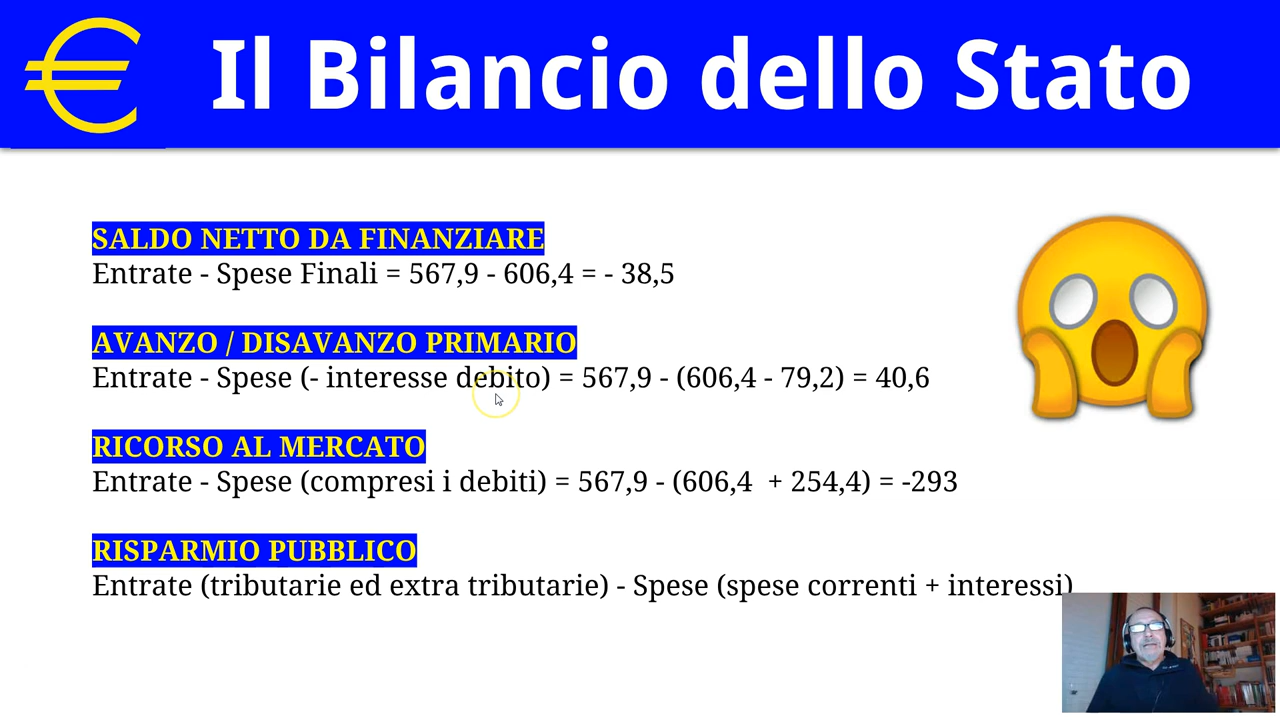 € Il Bilancio dello Stato
SALDO NETTO DA FINANZIARE
Entrate - Spese Finali = 567,9 - 606,4 = - 38,5
AVANZO / DISAVANZO PRIMARIO
Entrate - Spese (- interesse debito) = 567,9 - (606,4 - 79,2) = 40,6
RICORSO AL MERCATO
Entrate - Spese (compresi i debiti) = 567,9 - (606,4  + 254,4) = -293
RISPARMIO PUBBLICO
Entrate (tributarie ed extra tributarie) - Spese (spese correnti + interessi)